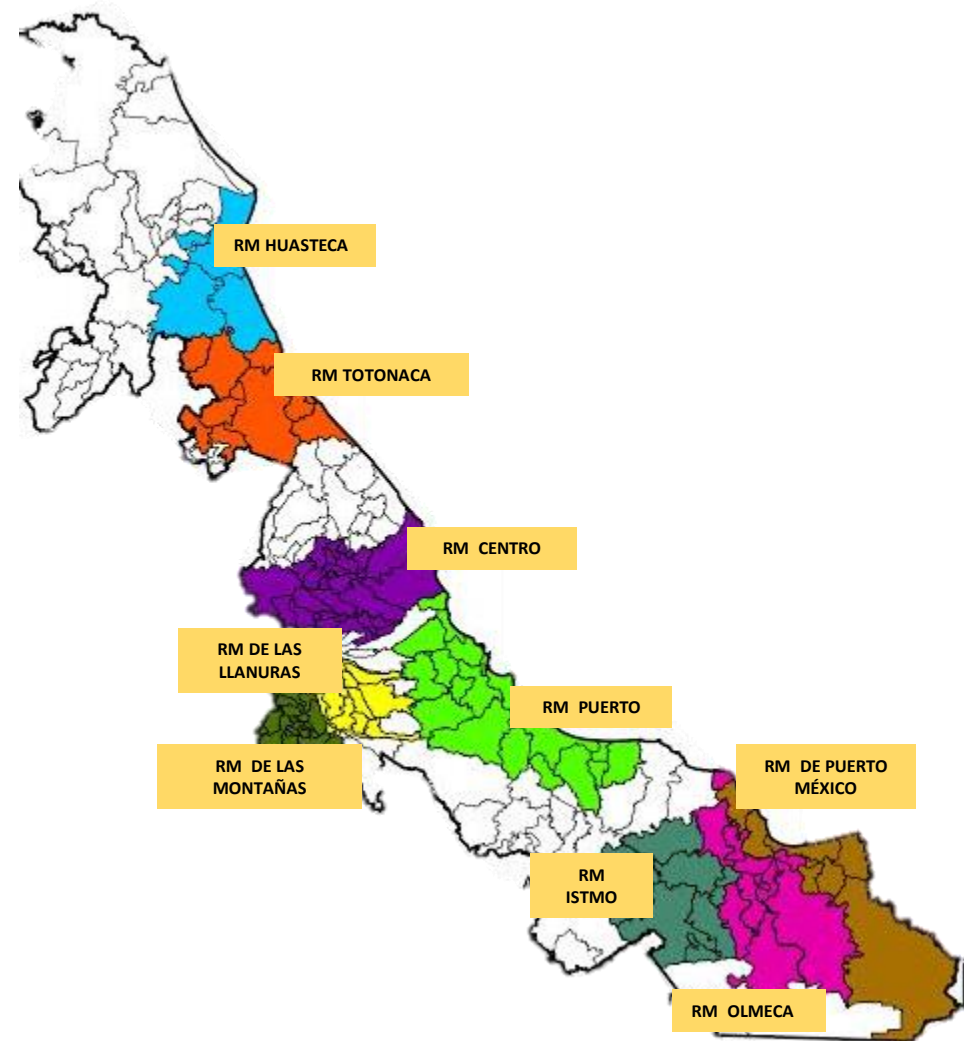 RM HUASTECA
RM TOTONACA
RM CENTRO
RM DE LAS
LLANURAS
RM PUERTO
RM DE LAS
MONTAÑAS
RM DE PUERTO
MÉXICO
RM
ISTMO
RM OLMECA